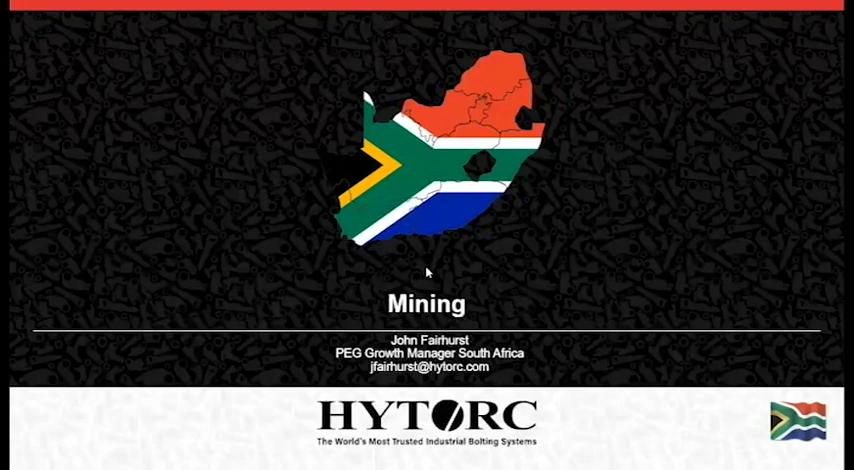 Mining
John Fairhurst
PEG Growth Manager South Africa
jfairhurst@hytorc.com
HYTORC
The World's Most Trusted Industrial Bolting Systems